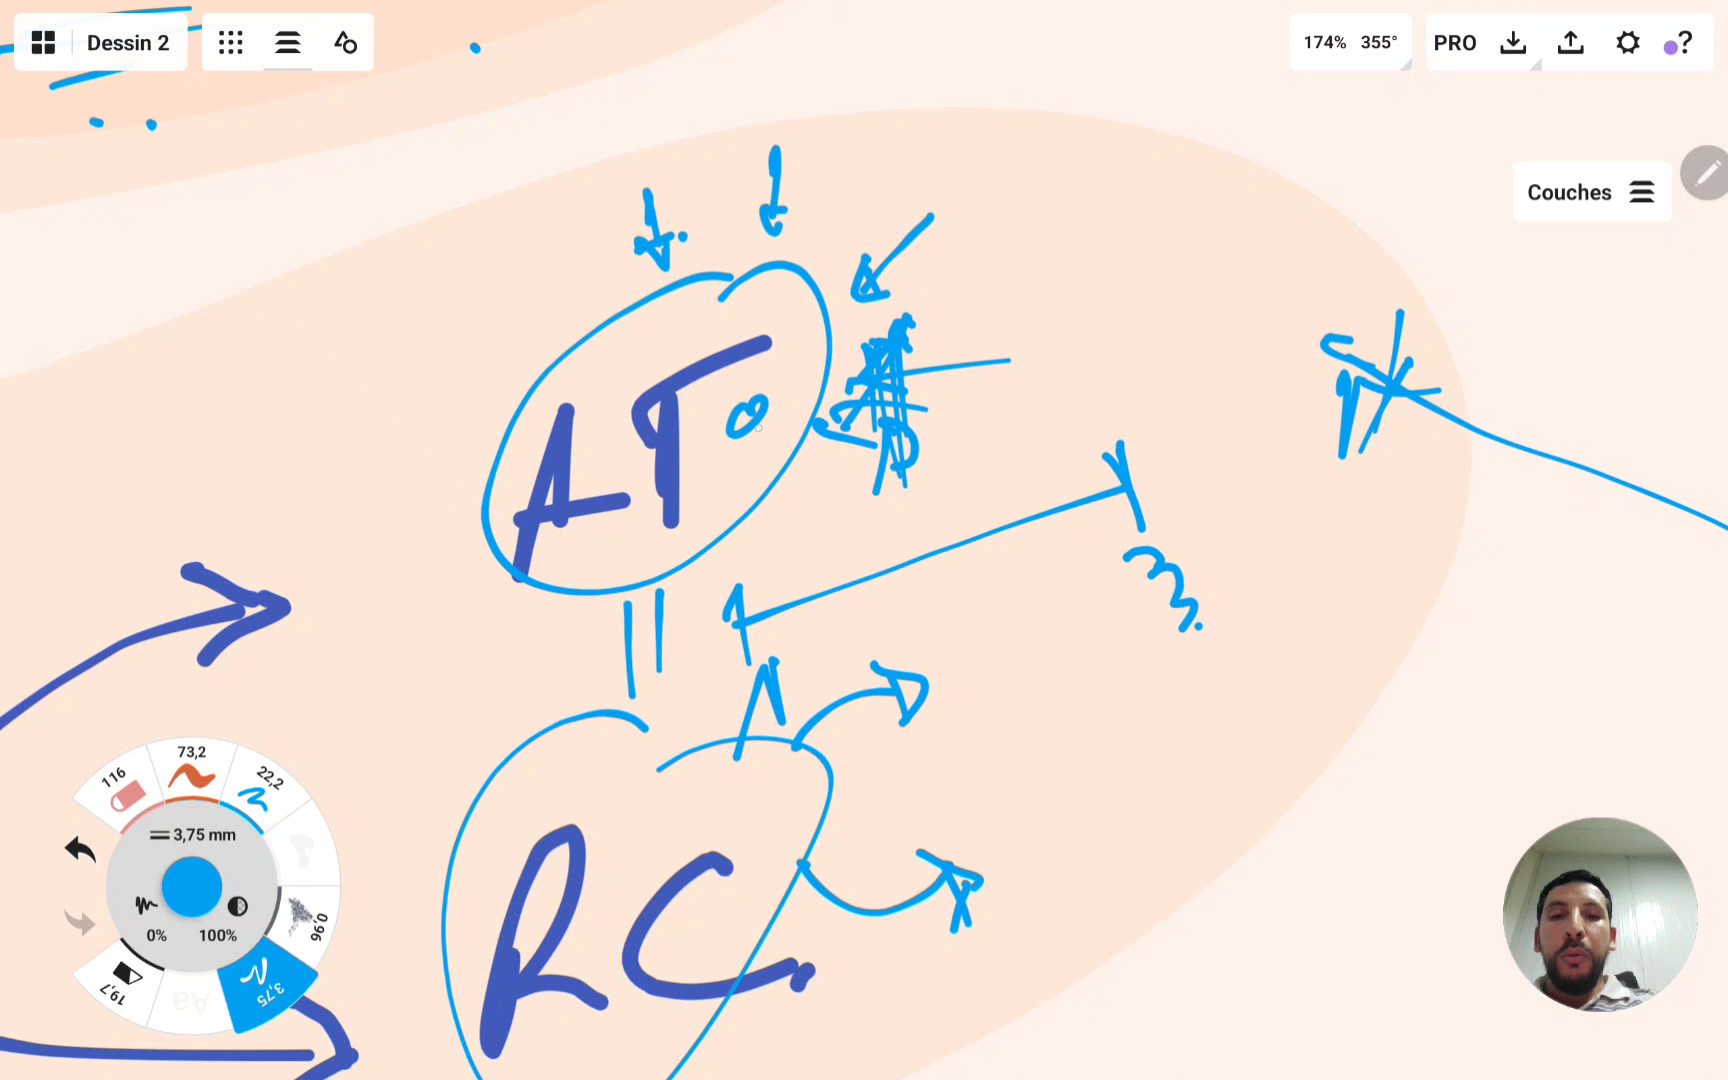 Dessin 2
174% 355°
PRO
?
Couches
AT
RC
116
73,2
22,2
3,75 mm
0%
100%
0,96
3,75
Aa
19,7